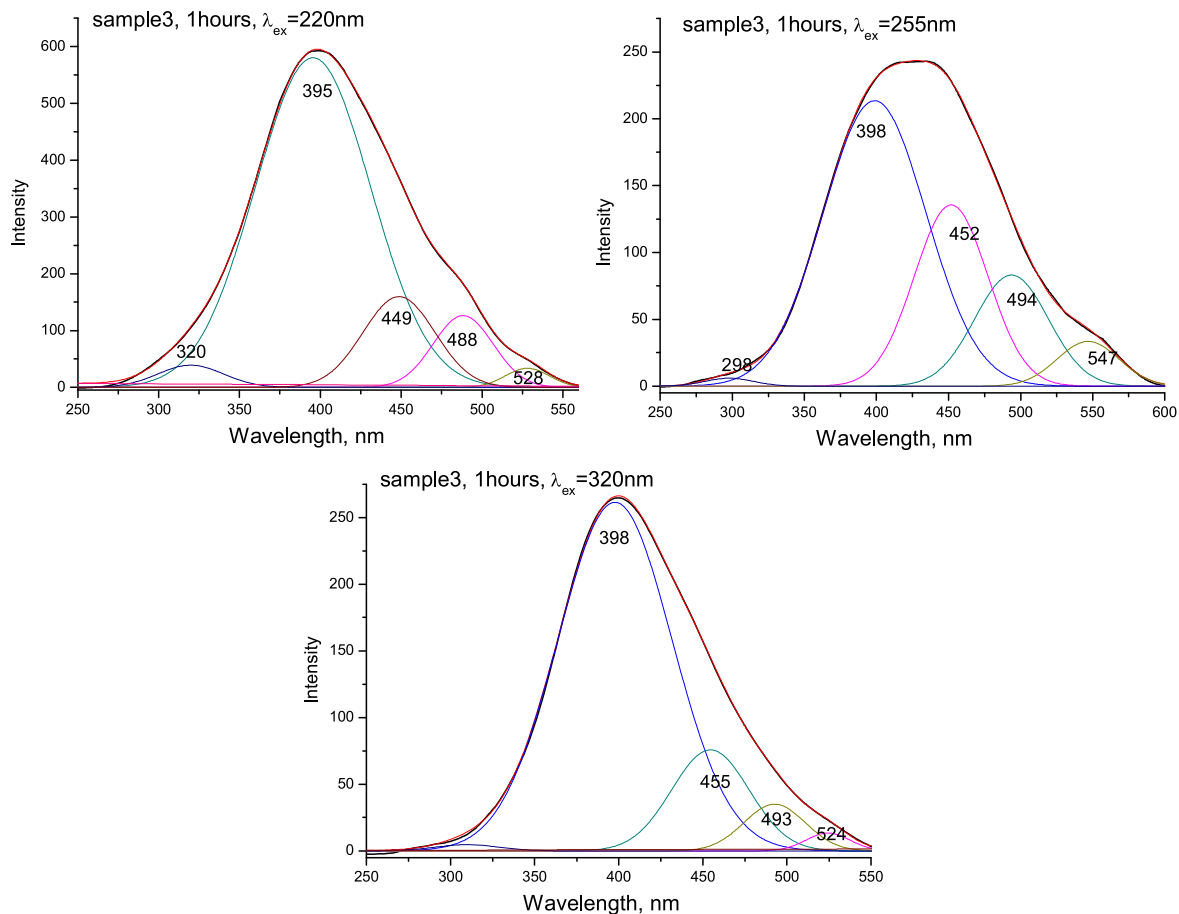 sample3, 1hours, λex=220nm
600
500
400
300
200
100
0
Intensity
395
320
449
488
528
250 300 350 400 450 500 550
Wavelength, nm
sample3, 1hours, λex=255nm
250
200
150
100
50
0
Intensity
398
452
494
547
298
250 300 350 400 450 500 550 600
Wavelength, nm
sample3, 1hours, λex=320nm
250
200
150
100
50
0
Intensity
398
455
493
524
250 300 350 400 450 500 550
Wavelength, nm